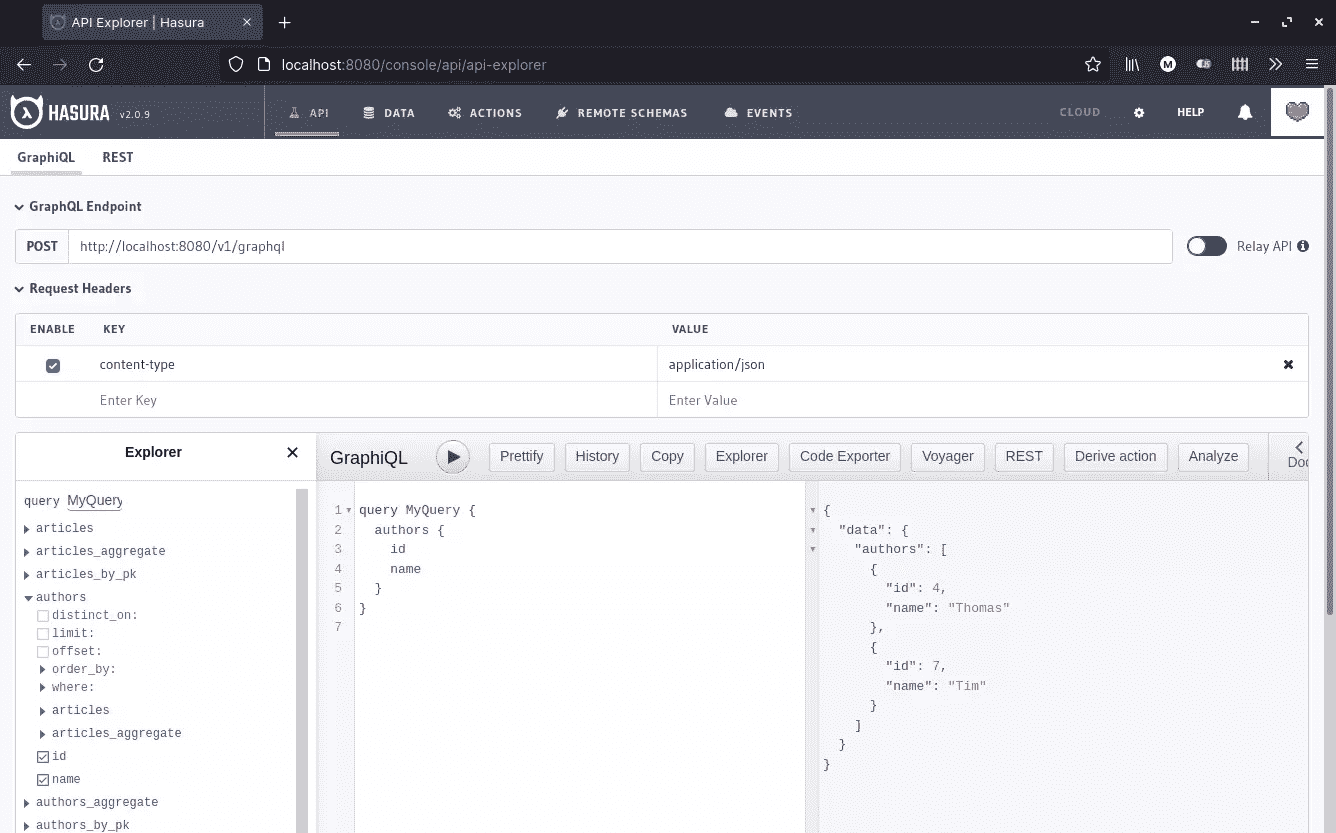 API Explorer | Hasura
localhost:8080/console/api/api-explorer
M
HASURA v2.0.9 API DATA ACTIONS REMOTE SCHEMAS EVENTS CLOUD HELP
GraphiQL REST
GraphQL Endpoint
POST http://localhost:8080/v1/graphql Relay API
Request Headers
ENABLE KEY VALUE
content-type application/json
Enter Key Enter Value
Explorer
GraphiQL Prettify History Copy Explorer Code Exporter Voyager REST Derive action Analyze
query MyQuery
articles
articles_aggregate
articles_by_pk
authors
distinct_on:
limit:
offset:
order_by:
where:
articles
articles_aggregate
id
name
authors_aggregate
authors_by_pk
1 query MyQuery {
2 authors {
3 id
4 name
5 }
6 }
7
{
"data": {
"authors": [
{
"id": 4,
"name": "Thomas"
},
{
"id": 7,
"name": "Tim"
}
]
}
}